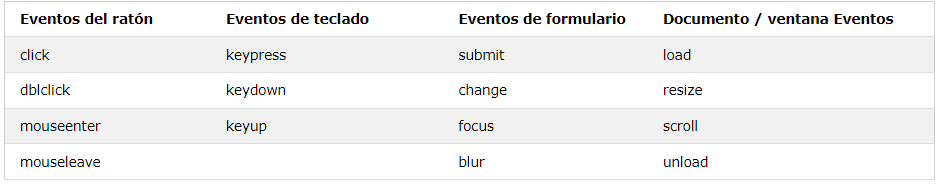 Eventos del ratón Eventos de teclado Eventos de formulario Documento / ventana Eventos
click keypress submit load
dblclick keydown change resize
mouseenter keyup focus scroll
mouseleave blur unload